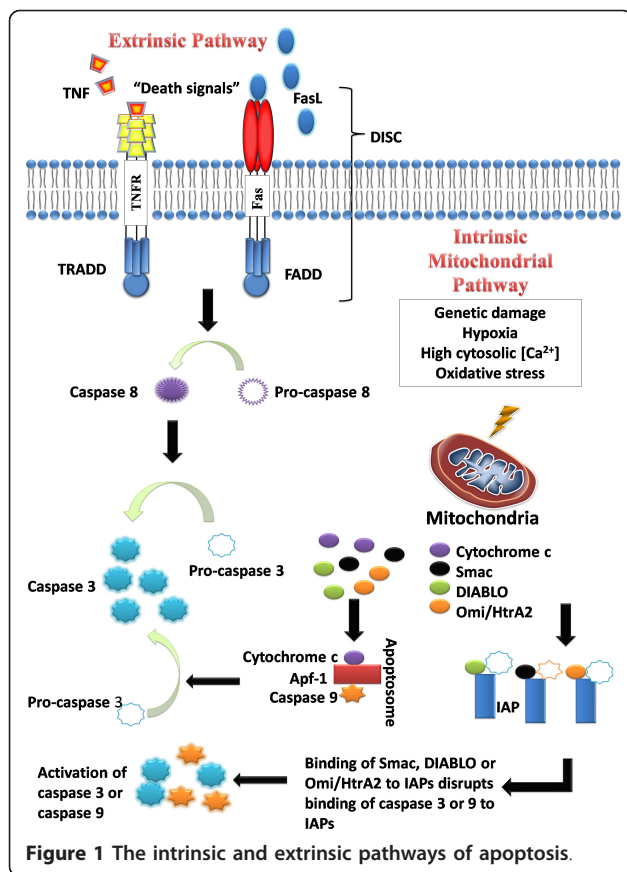 Extrinsic Pathway
TNF
"Death signals"
FasL
DISC
TNFR
Fas
TRADD
FADD
Intrinsic
Mitochondrial
Pathway
Genetic damage
Hypoxia
High cytosolic [Ca²⁺]
Oxidative stress
Caspase 8
Pro-caspase 8
Mitochondria
Cytochrome c
Smac
DIABLO
Omi/HtrA2
Pro-caspase 3
Caspase 3
Cytochrome c
Apf-1
Caspase 9
Apoptosome
IAP
Pro-caspase 3
Activation of
caspase 3 or
caspase 9
Binding of Smac, DIABLO or
Omi/HtrA2 to IAPs disrupts
binding of caspase 3 or 9 to
IAPs
Figure 1 The intrinsic and extrinsic pathways of apoptosis.